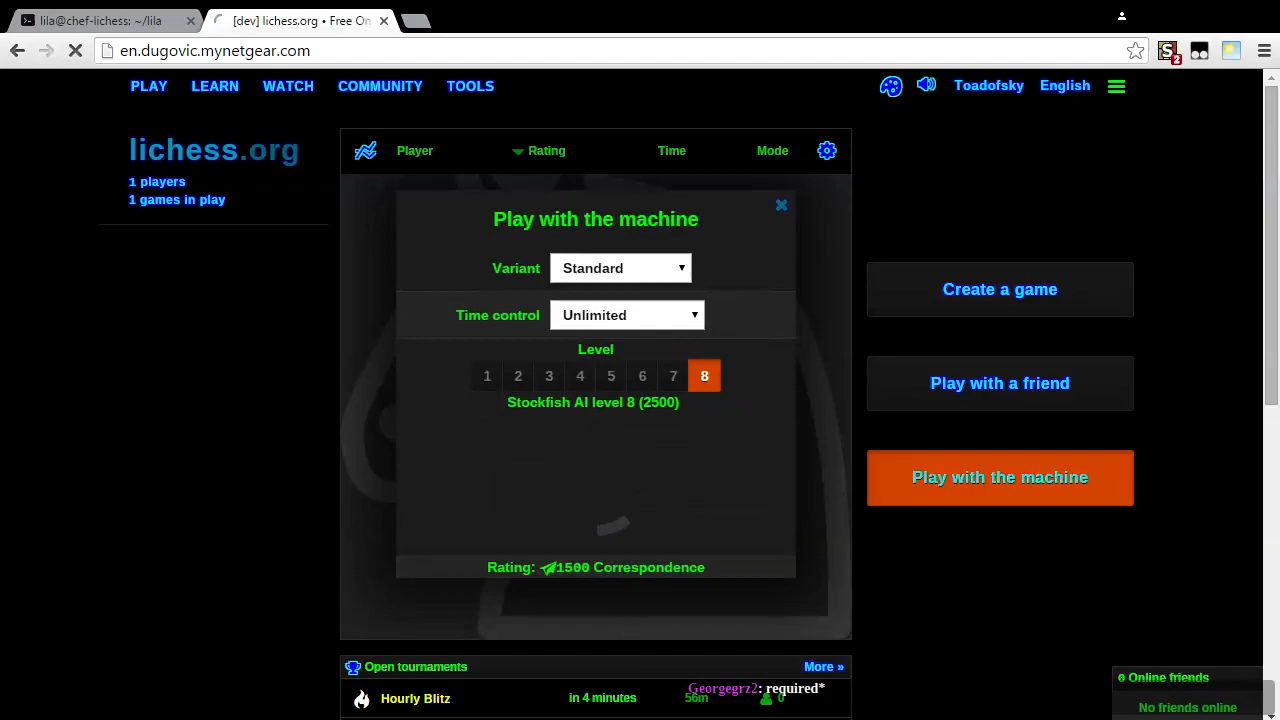 lila@chef-lichess: ~/lila
[dev] lichess.org • Free On
en.dugovic.mynetgear.com
2
PLAY LEARN WATCH COMMUNITY TOOLS
Toadofsky English
lichess.org
1 players
1 games in play
Player Rating Time Mode
Play with the machine
Variant Standard
Time control Unlimited
Level
1 2 3 4 5 6 7 8
Stockfish AI level 8 (2500)
Rating: 1500 Correspondence
Create a game
Play with a friend
Play with the machine
Open tournaments More »
Hourly Blitz in 4 minutes 56m 0
Georgegrz2: required*
0 Online friends
No friends online